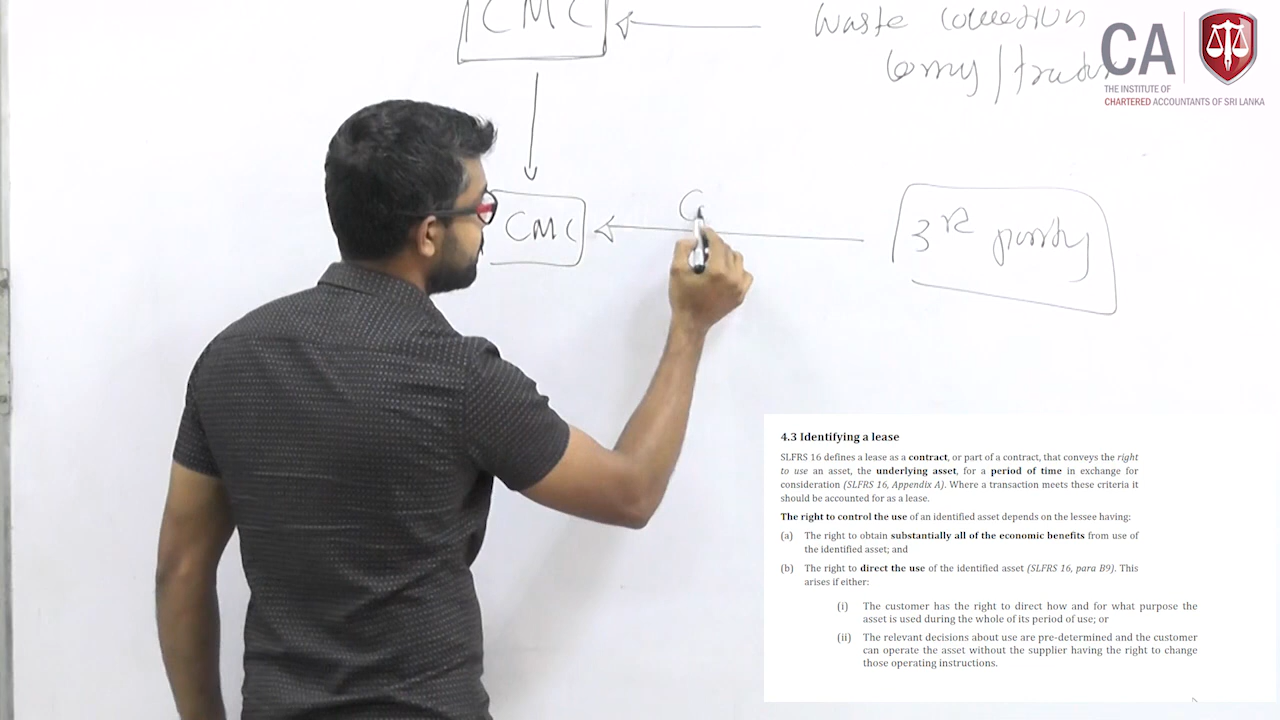 CMC
Waste collection
lorry / tractor
CA
THE INSTITUTE OF
CHARTERED ACCOUNTANTS OF SRI LANKA
C
CMC
3rd party
4.3 Identifying a lease
SLFRS 16 defines a lease as a contract, or part of a contract, that conveys the right
to use an asset, the underlying asset, for a period of time in exchange for
consideration (SLFRS 16, Appendix A). Where a transaction meets these criteria it
should be accounted for as a lease.
The right to control the use of an identified asset depends on the lessee having:
(a) The right to obtain substantially all of the economic benefits from use of
the identified asset; and
(b) The right to direct the use of the identified asset (SLFRS 16, para B9). This
arises if either:
(i) The customer has the right to direct how and for what purpose the
asset is used during the whole of its period of use; or
(ii) The relevant decisions about use are pre-determined and the customer
can operate the asset without the supplier having the right to change
those operating instructions.